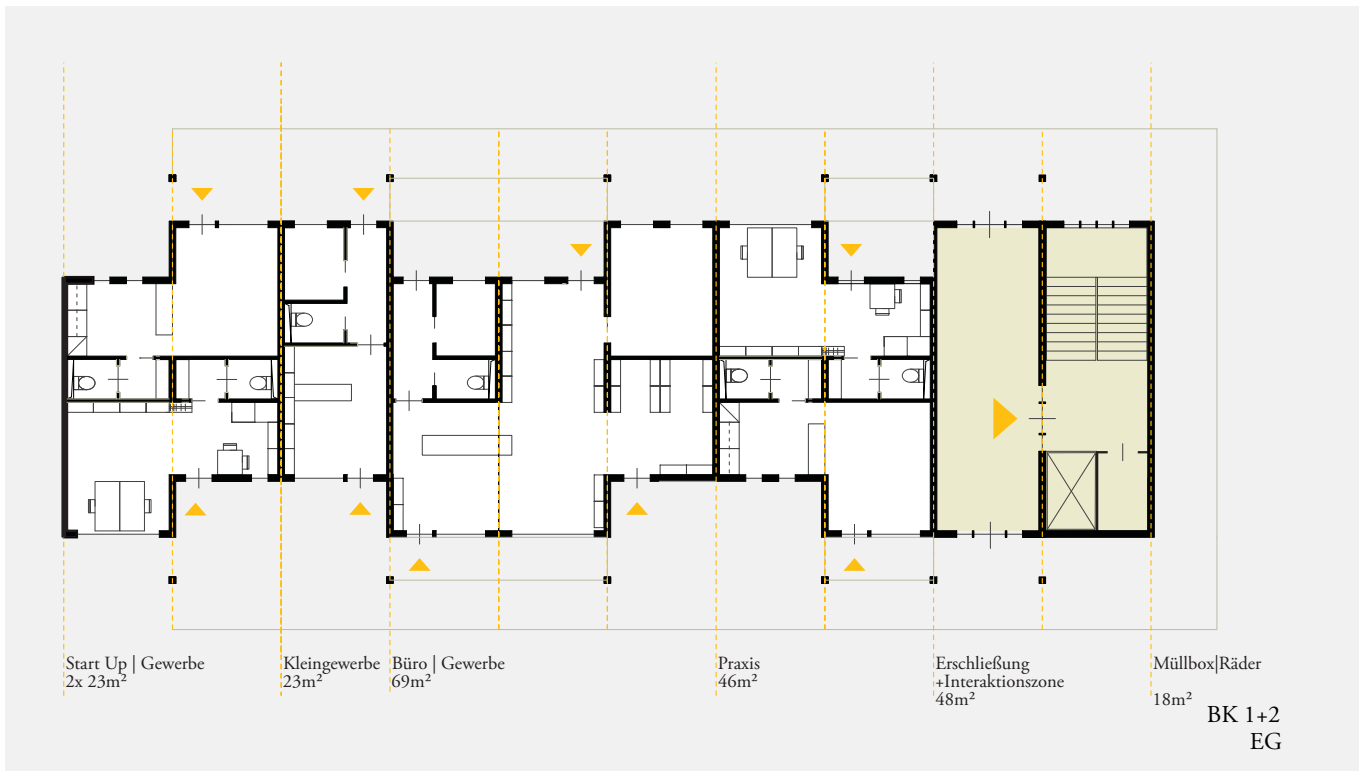 Start Up | Gewerbe
2x 23m²
Kleingewerbe
23m²
Büro | Gewerbe
69m²
Praxis
46m²
Erschließung
+Interaktionszone
48m²
Müllbox|Räder
18m²
BK 1+2
EG